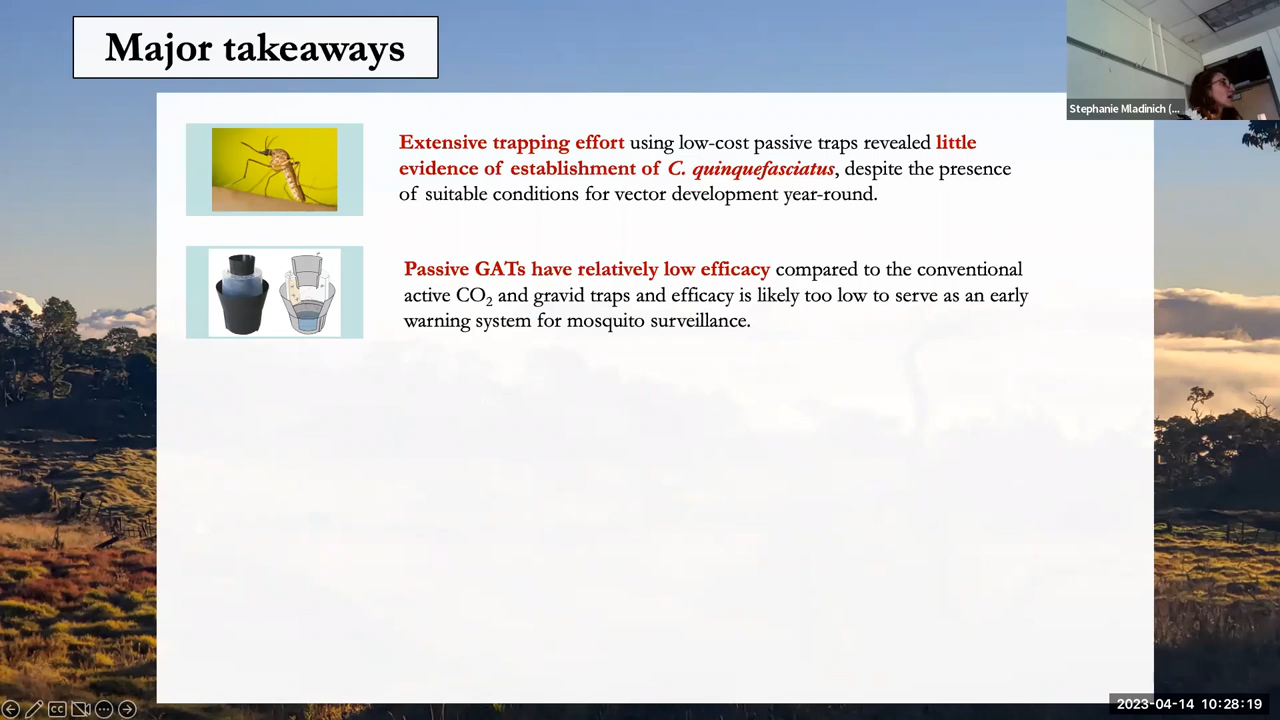 Major takeaways
Stephanie Mladinich (...
Extensive trapping effort using low-cost passive traps revealed little
evidence of establishment of C. quinquefasciatus, despite the presence
of suitable conditions for vector development year-round.
Passive GATs have relatively low efficacy compared to the conventional
active CO₂ and gravid traps and efficacy is likely too low to serve as an early
warning system for mosquito surveillance.
CC
2023-04-14 10:28:19